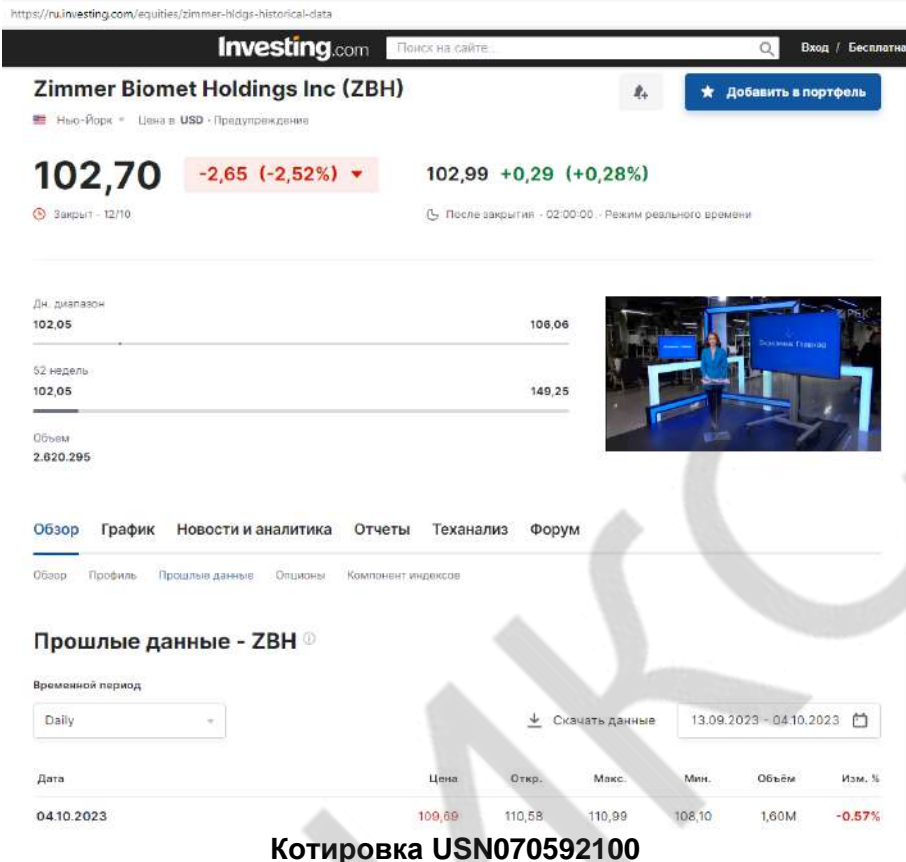 https://ru.investing.com/equities/zimmer-hldgs-historical-data
Investing.com Поиск на сайте... Вход / Бесплатна
Zimmer Biomet Holdings Inc (ZBH)
Добавить в портфель
Нью-Йорк Цена в USD · Предупреждение
102,70 -2,65 (-2,52%) 102,99 +0,29 (+0,28%)
Закрыт · 12/10 После закрытия · 02:00:00 · Режим реального времени
Дн. диапазон
102,05 106,06
52 недель
102,05 149,25
Объем
2.620.295
Обзор График Новости и аналитика Отчеты Теханализ Форум
Обзор Профиль Прошлые данные Опционы Компонент индексов
Прошлые данные - ZBH
Временной период
Daily Скачать данные 13.09.2023 - 04.10.2023
Дата Цена Откр. Макс. Мин. Объём Изм. %
04.10.2023 109,69 110,58 110,99 108,10 1,60M -0.57%
Котировка USN070592100